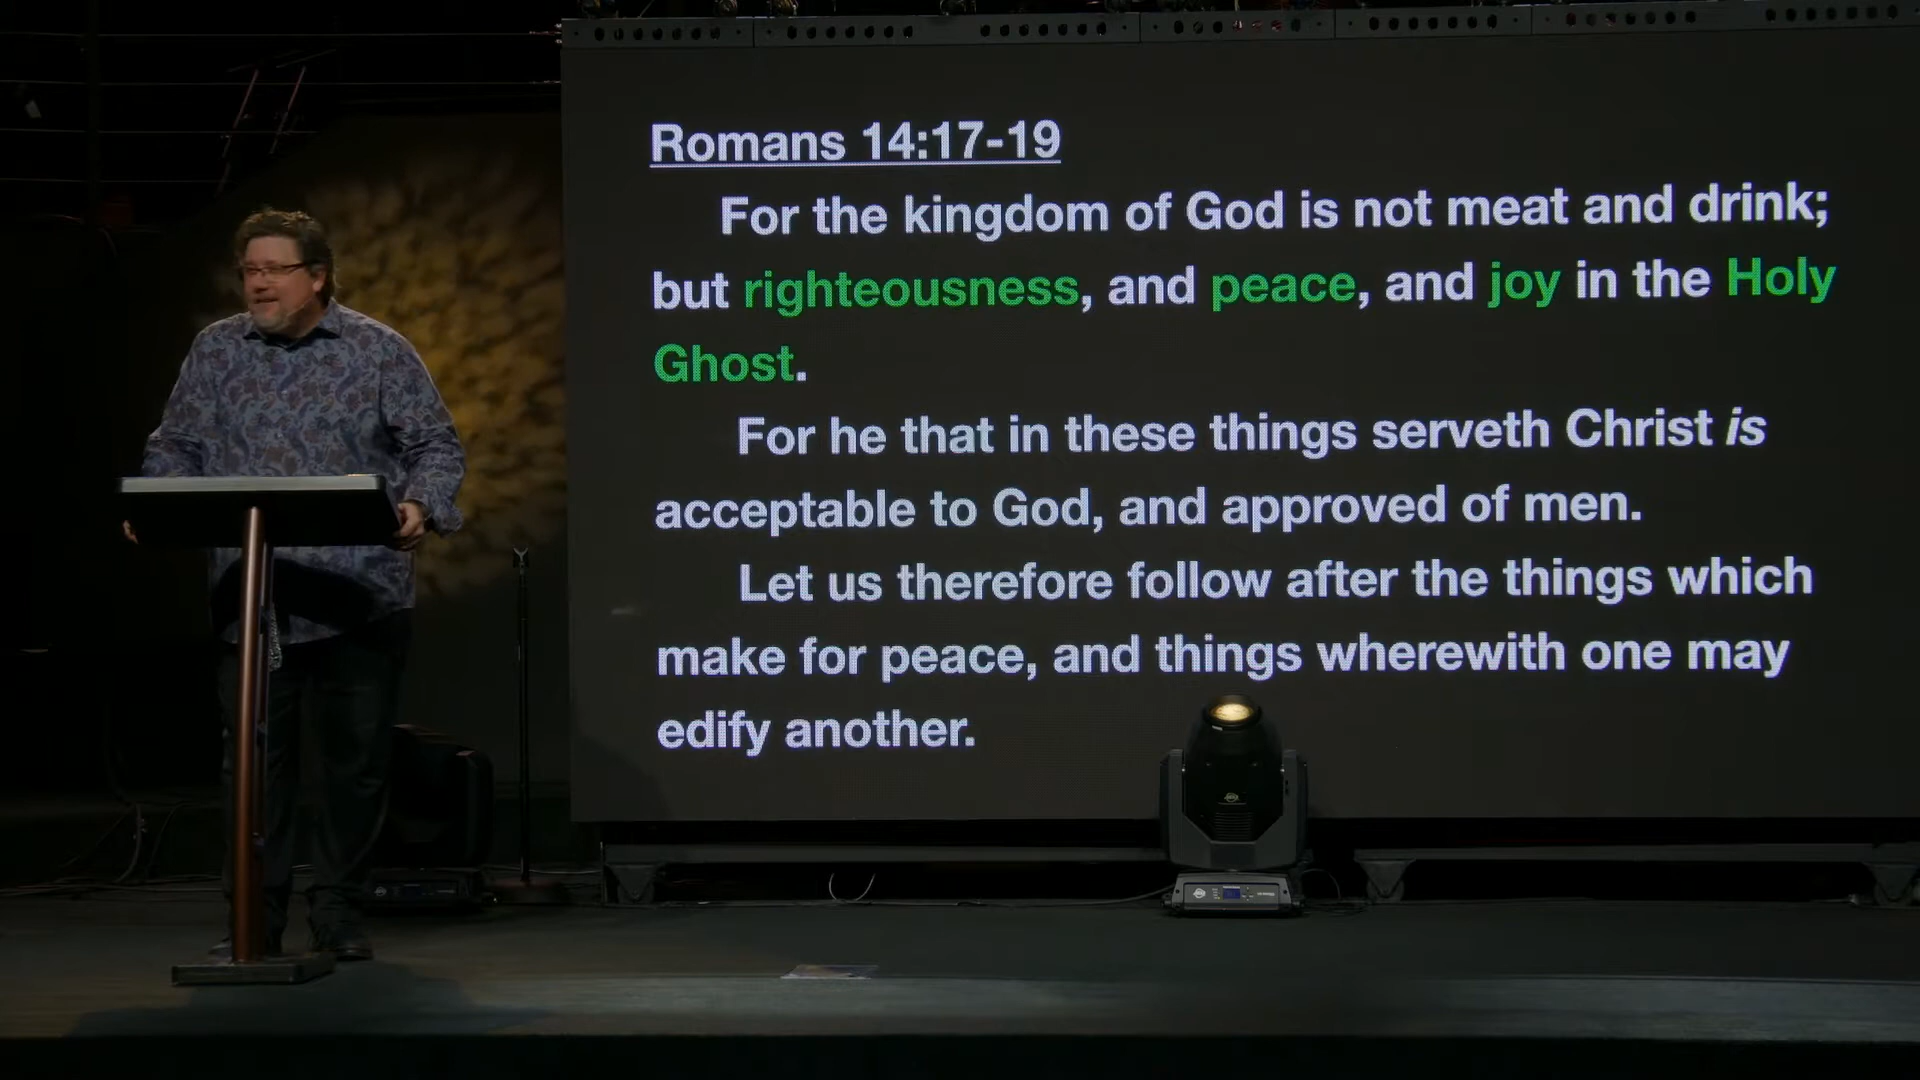 Romans 14:17-19
For the kingdom of God is not meat and drink;
but righteousness, and peace, and joy in the Holy
Ghost.
For he that in these things serveth Christ is
acceptable to God, and approved of men.
Let us therefore follow after the things which
make for peace, and things wherewith one may
edify another.